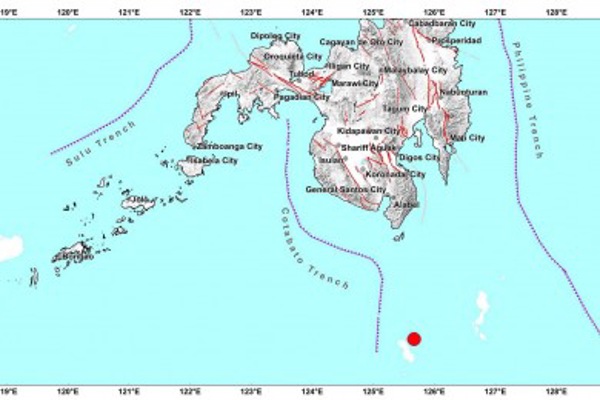 19°E 120°E 121°E 122°E 123°E 124°E 125°E 126°E 127°E 128°E
Cabadbaran City
Dipolog City
Cagayan de Oro City
Prosperidad
Oroquieta City
Iligan City
Tubod
Malaybalay City
Marawi City
Ipil
Pagadian City
Nabunturan
Tagum City
Philippine Trench
Sulu Trench
Kidapawan City
Mati City
Zamboanga City
Shariff Aguak
Isabela City
Isulan
Digos City
Koronadal City
General Santos City
Jolo
Alabel
Cotabato Trench
Bongao
19°E 120°E 121°E 122°E 123°E 124°E 125°E 126°E 127°E 128°E